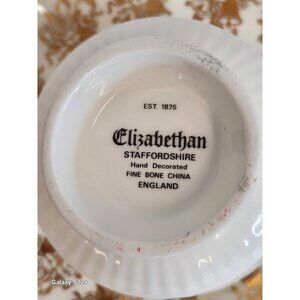 EST. 1875
Elizabethan
STAFFORDSHIRE
Hand Decorated
FINE BONE CHINA
ENGLAND